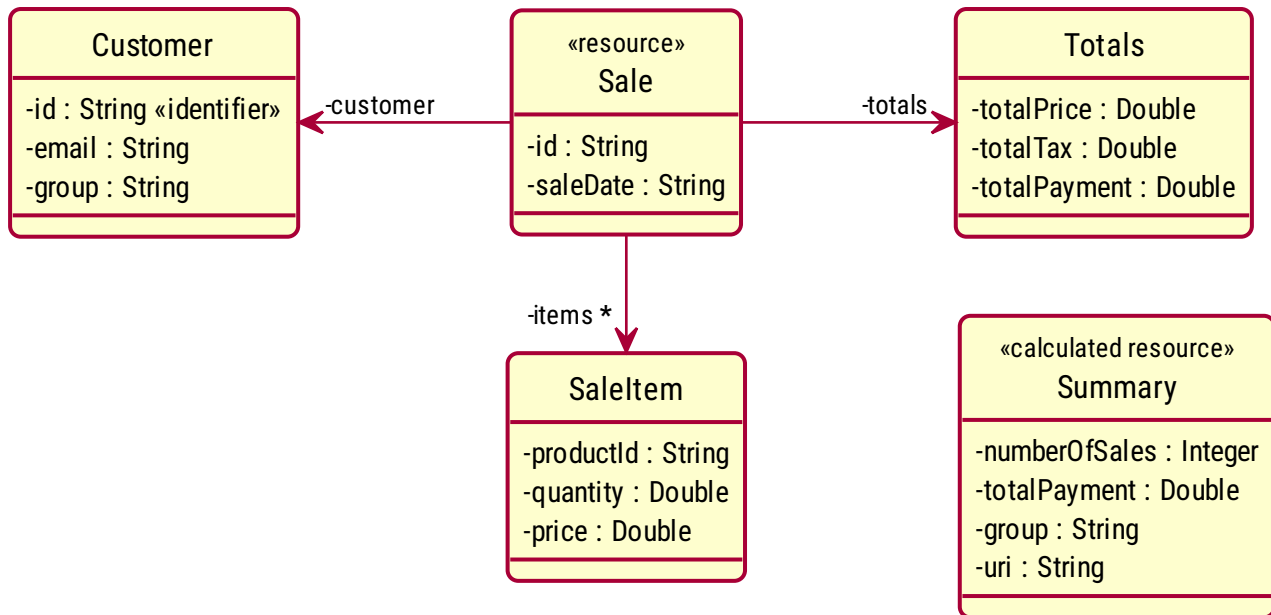 Customer
-id : String «identifier»
-email : String
-group : String
-customer
«resource»
Sale
-id : String
-saleDate : String
-totals
Totals
-totalPrice : Double
-totalTax : Double
-totalPayment : Double
-items *
SaleItem
-productId : String
-quantity : Double
-price : Double
«calculated resource»
Summary
-numberOfSales : Integer
-totalPayment : Double
-group : String
-uri : String